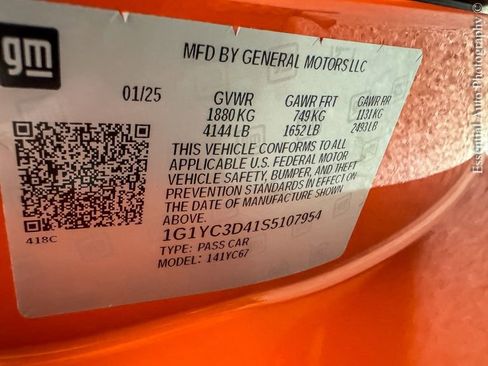 gm
MFD BY GENERAL MOTORS LLC
01/25 GVWR GAWR FRT GAWR RR
1880 KG 749 KG 1131 KG
4144 LB 1652 LB 2493 LB
THIS VEHICLE CONFORMS TO ALL
APPLICABLE U.S. FEDERAL MOTOR
VEHICLE SAFETY, BUMPER, AND THEFT
PREVENTION STANDARDS IN EFFECT ON
THE DATE OF MANUFACTURE SHOWN
ABOVE.
418C
1G1YC3D41S5107954
TYPE: PASS CAR
MODEL: 141YC67
Essential Auto Photography ©